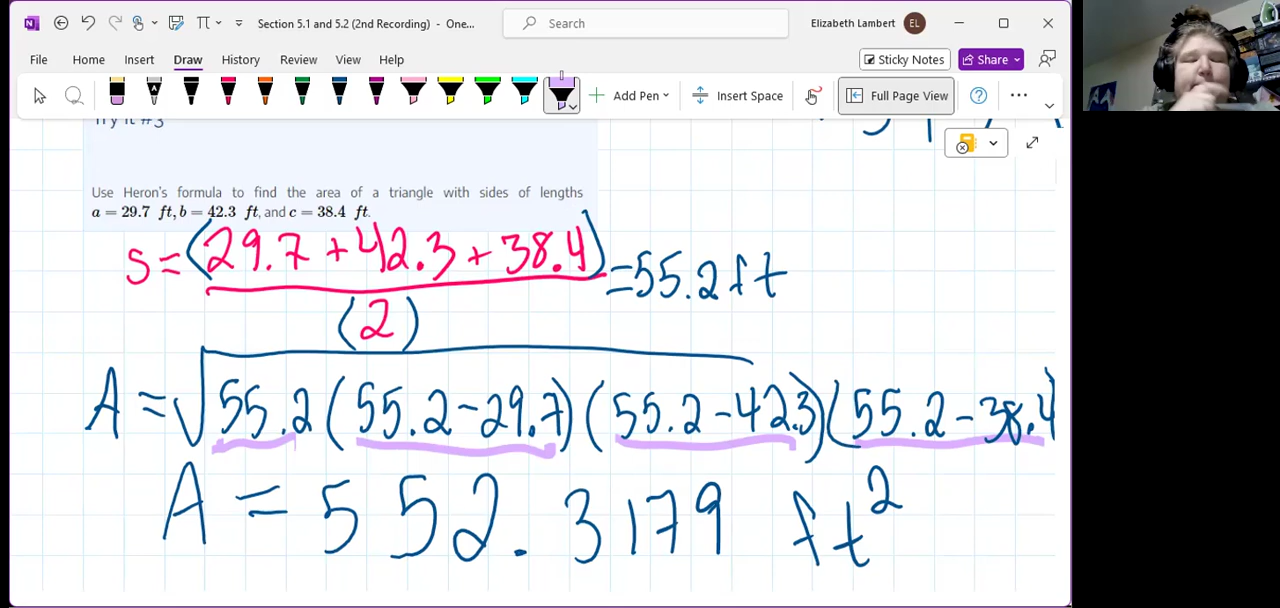 Section 5.1 and 5.2 (2nd Recording) - One...
Search
Elizabeth Lambert
EL
File Home Insert Draw History Review View Help
Sticky Notes
Share
Add Pen
Insert Space
Full Page View
Try It #3
Use Heron's formula to find the area of a triangle with sides of lengths
a = 29.7 ft, b = 42.3 ft, and c = 38.4 ft.
s = (29.7 + 42.3 + 38.4) = 55.2 ft
(2)
A = √55.2 (55.2 - 29.7) (55.2 - 42.3) (55.2 - 38.4)
A = 552.3179 ft²